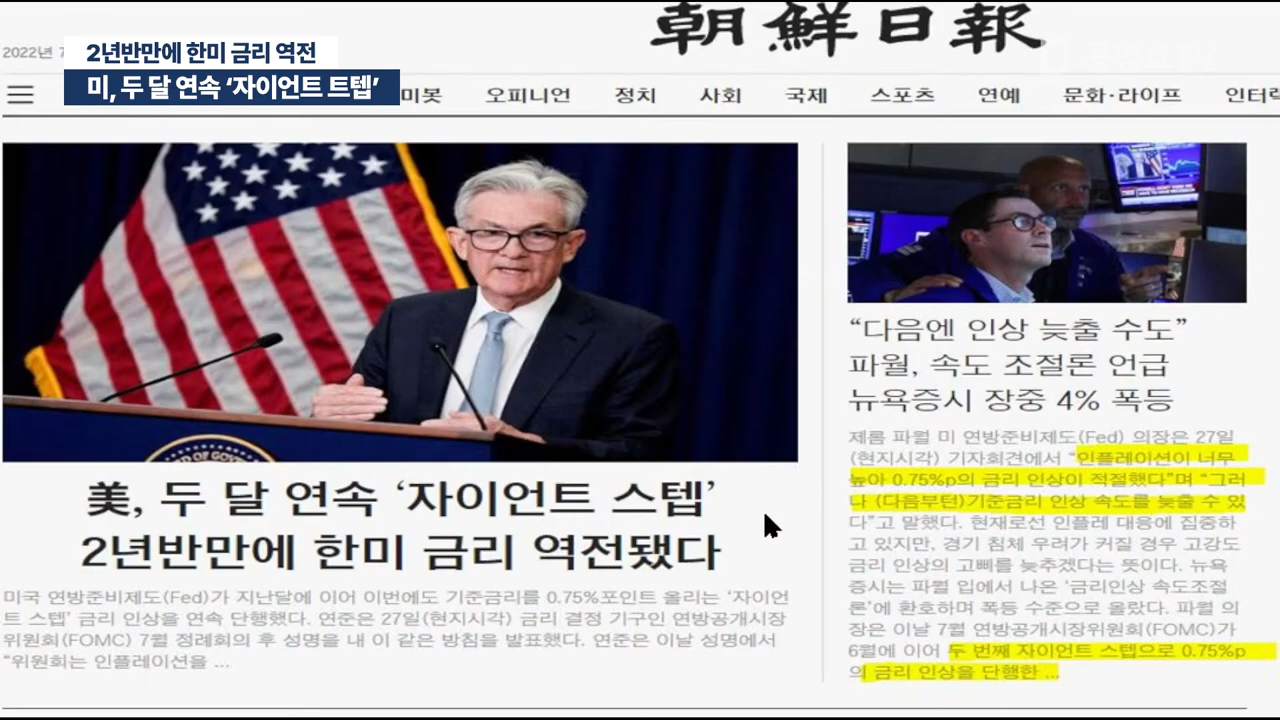 朝鮮日報
2022년 7
2년반만에 한미 금리 역전
미, 두 달 연속 ‘자이언트 트텝’
미봇 오피니언 정치 사회 국제 스포츠 연예 문화·라이프 인터
美, 두 달 연속 ‘자이언트 스텝’
2년반만에 한미 금리 역전됐다
미국 연방준비제도(Fed)가 지난달에 이어 이번에도 기준금리를 0.75%포인트 올리는 ‘자이언
트 스텝’ 금리 인상을 연속 단행했다. 연준은 27일(현지시각) 금리 결정 기구인 연방공개시장
위원회(FOMC) 7월 정례회의 후 성명을 내 이 같은 방침을 발표했다. 연준은 이날 성명에서
“위원회는 인플레이션을 ...
“다음엔 인상 늦출 수도”
파월, 속도 조절론 언급
뉴욕증시 장중 4% 폭등
제롬 파월 미 연방준비제도(Fed) 의장은 27일
(현지시각) 기자회견에서 “인플레이션이 너무
높아 0.75%p의 금리 인상이 적절했다”며 “그러
나 (다음부턴)기준금리 인상 속도를 늦출 수 있
다”고 말했다. 현재로선 인플레 대응에 집중하
고 있지만, 경기 침체 우려가 커질 경우 고강도
금리 인상의 고삐를 늦추겠다는 뜻이다. 뉴욕
증시는 파월 입에서 나온 ‘금리인상 속도조절
론’에 환호하며 폭등 수준으로 올랐다. 파월 의
장은 이날 7월 연방공개시장위원회(FOMC)가
6월에 이어 두 번째 자이언트 스텝으로 0.75%p
의 금리 인상을 단행한 ...